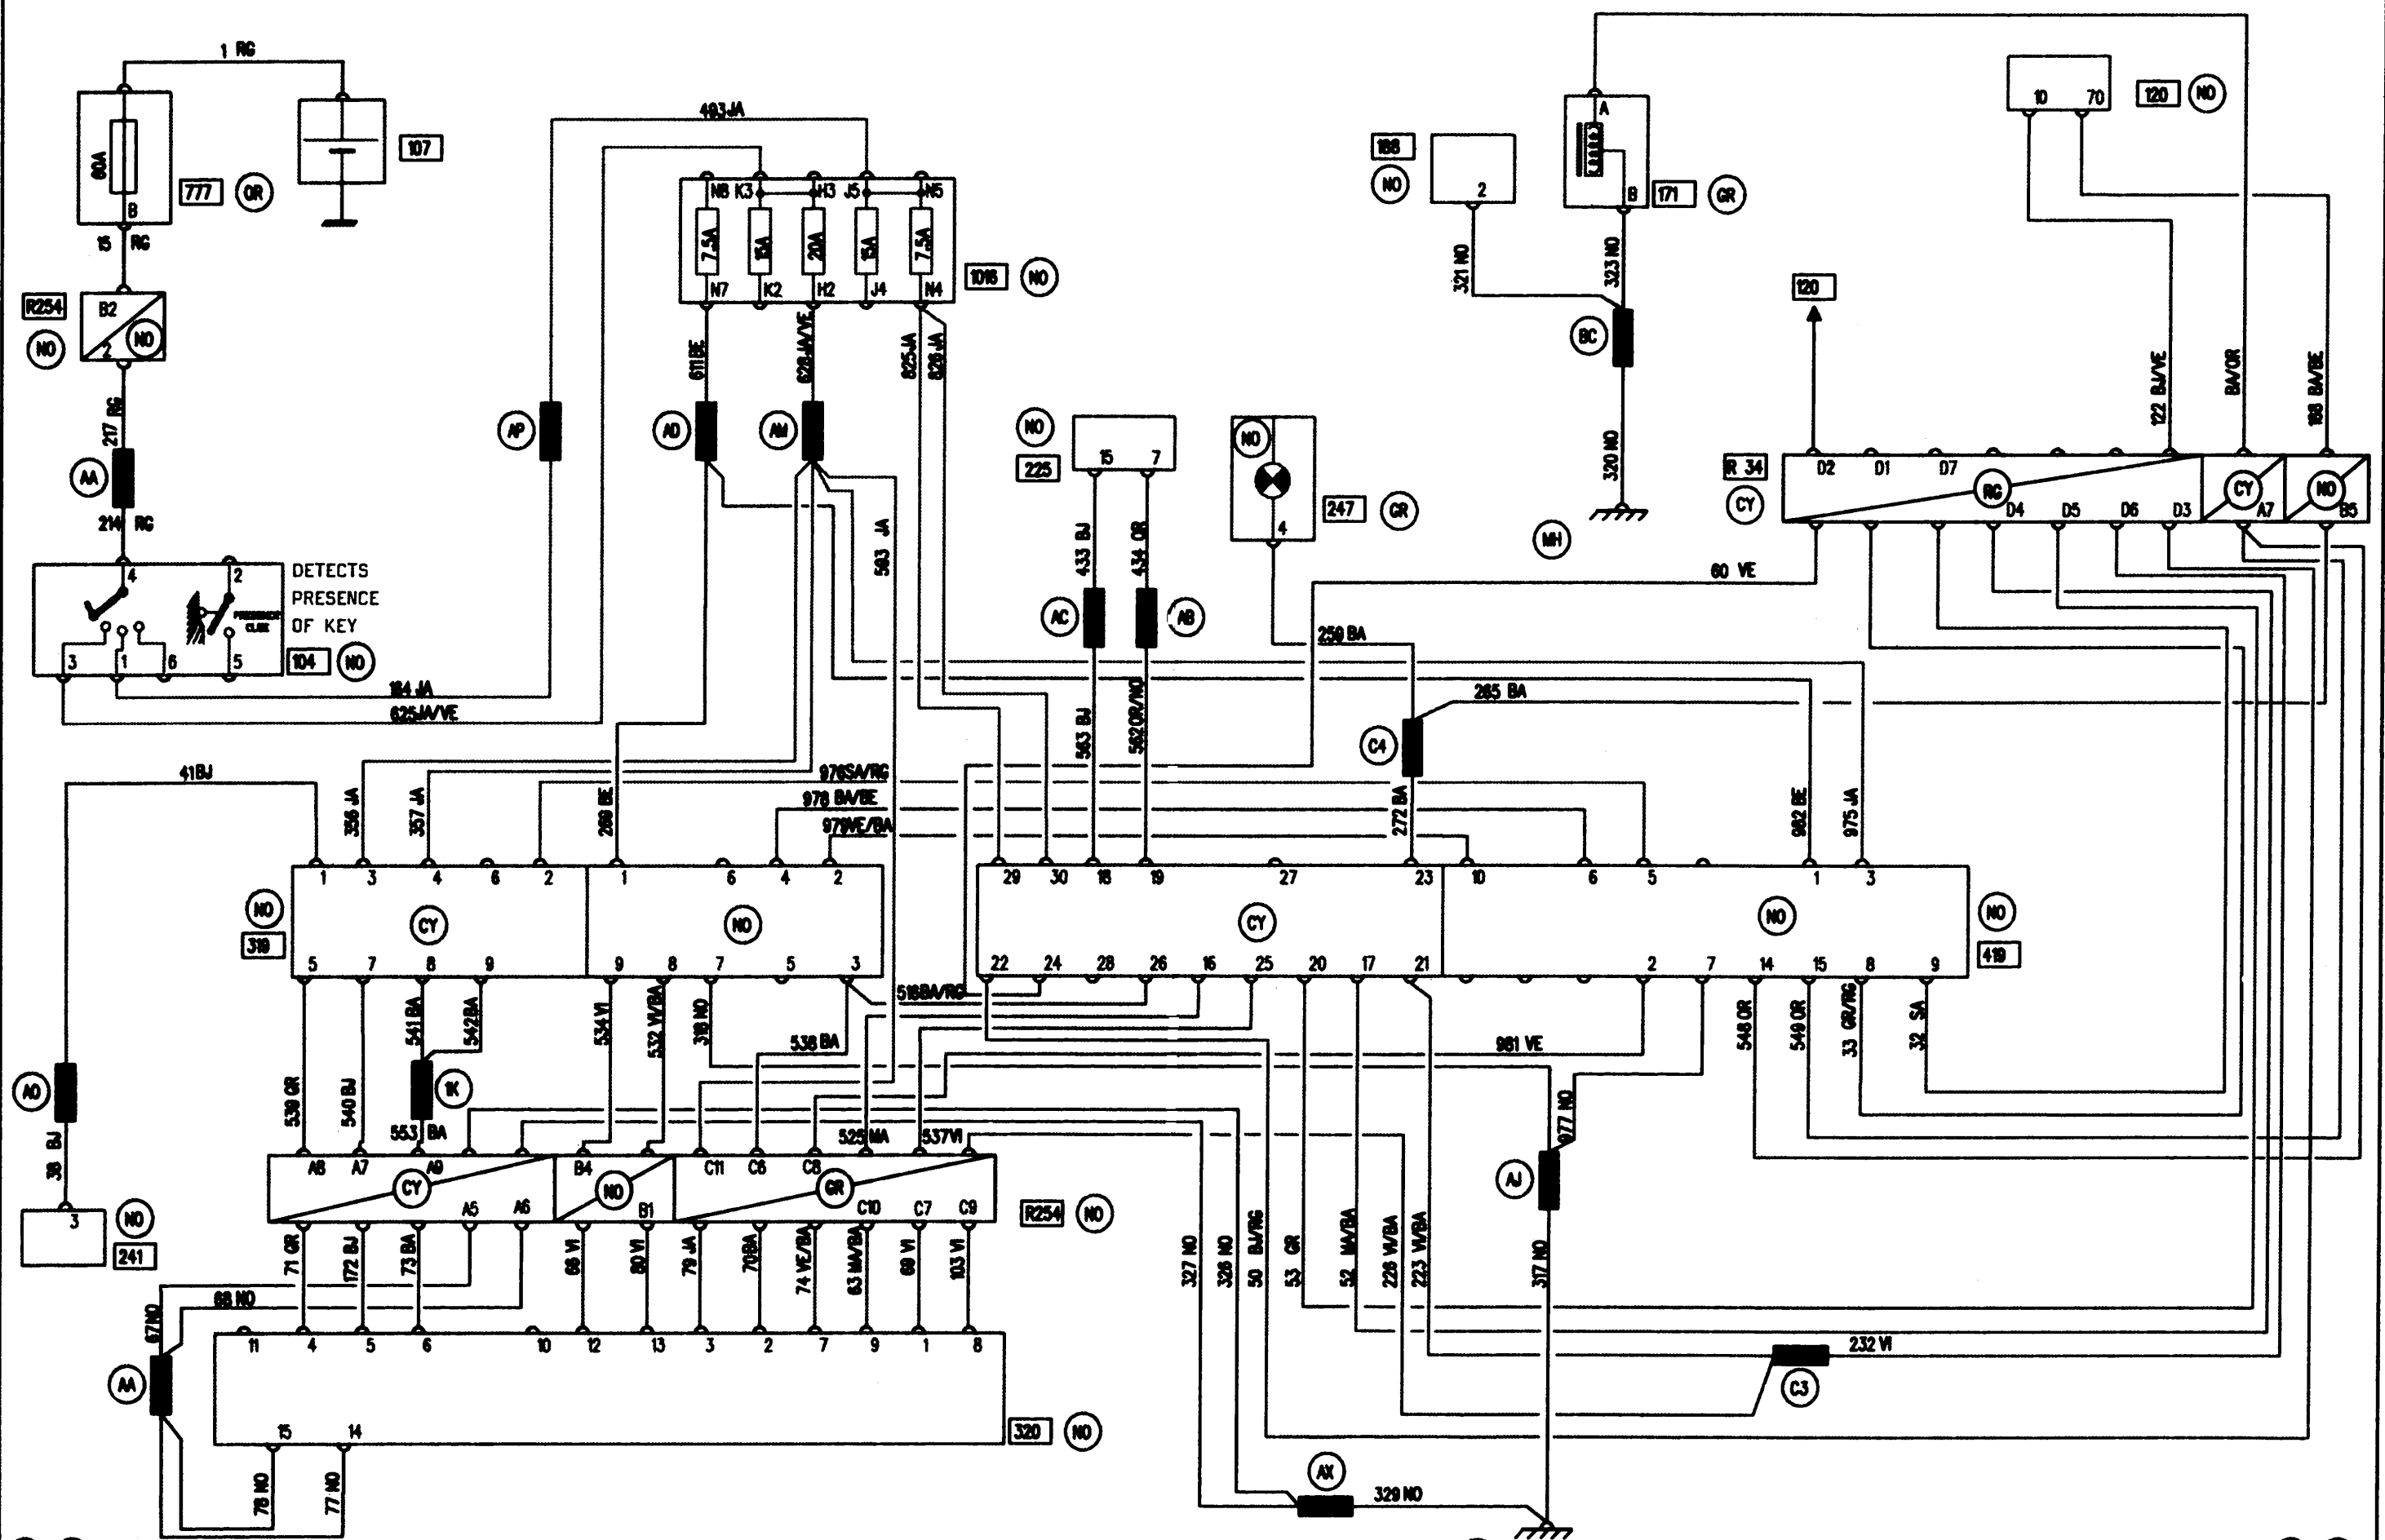 1 RG
60A
B
777
GR
107
15 RG
R254
B2
2
NO
NO
217 RG
AA
214 RG
4
2
DETECTS
PRESENCE
OF KEY
3
1
6
5
104
NO
164 JA
625JA/VE
493JA
N8
K3
H3
J5
N5
7.5A
15A
20A
15A
7.5A
N7
K2
H2
J4
N4
1016
NO
611BE
628JA/VE
825JA
826JA
AP
AD
AM
593 JA
NO
225
15
7
433 BJ
434 OR
AC
AB
563 BJ
562OR/NO
NO
4
247
GR
259 BA
C4
265 BA
272 BA
188
NO
2
A
B
171
GR
321 NO
323 NO
BC
320 NO
MH
10
70
120
NO
120
122 BJ/VE
BA/OR
188 BA/BE
R 34
CY
D2
D1
D7
RG
D4
D5
D6
D3
CY
A7
NO
B5
60 VE
41BJ
356 JA
357 JA
269 BE
976SA/RG
978 BA/BE
979VE/BA
982 BE
975 JA
1
3
4
6
2
1
6
4
2
NO
319
CY
NO
5
7
8
9
9
8
7
5
3
29
30
18
19
27
23
10
6
5
1
3
CY
NO
NO
419
22
24
28
26
16
25
20
17
21
2
7
14
15
8
9
516BA/RG
538 BA
981 VE
539 GR
540 BJ
541 BA
542BA
1K
553 BA
534 VI
532 VI/BA
318 NO
525MA
537VI
548 OR
549 OR
33 GR/RG
32 SA
977 NO
AJ
317 NO
AO
38 BJ
3
NO
241
A8
A7
A9
CY
A5
A6
B4
NO
B1
C11
C6
C8
GR
C10
C7
C9
R254
NO
71 GR
172 BJ
73 BA
66 VI
80 VI
79 JA
70BA
74 VE/BA
63 MA/BA
69 VI
103 VI
67NO
68 NO
AA
11
4
5
6
10
12
13
3
2
7
9
1
8
15
14
320
NO
78 NO
77 NO
327 NO
326 NO
50 BJ/RG
53 GR
52 MA/BA
226 VI/BA
223 VI/BA
232 VI
C3
AX
329 NO